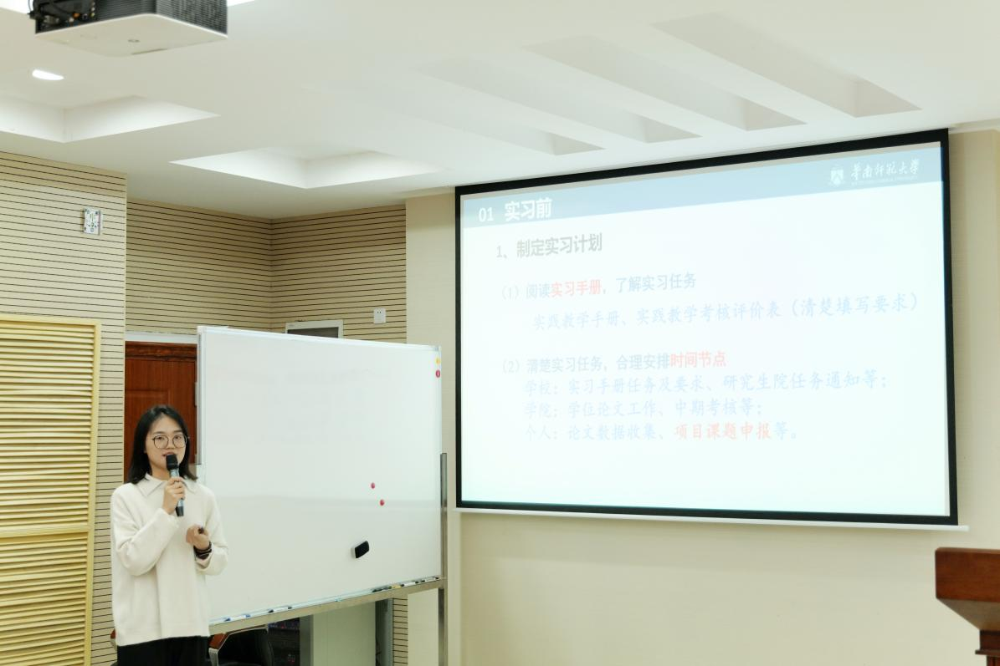 華南師範大學
01 实习前
1、制定实习计划
（1）阅读实习手册，了解实习任务
实践教学手册、实践教学考核评价表（清楚填写要求）
（2）清楚实习任务，合理安排时间节点
学校：实习手册任务及要求、研究生院任务通知等；
学院：学位论文工作、中期考核等；
个人：论文数据收集、项目课题申报等。